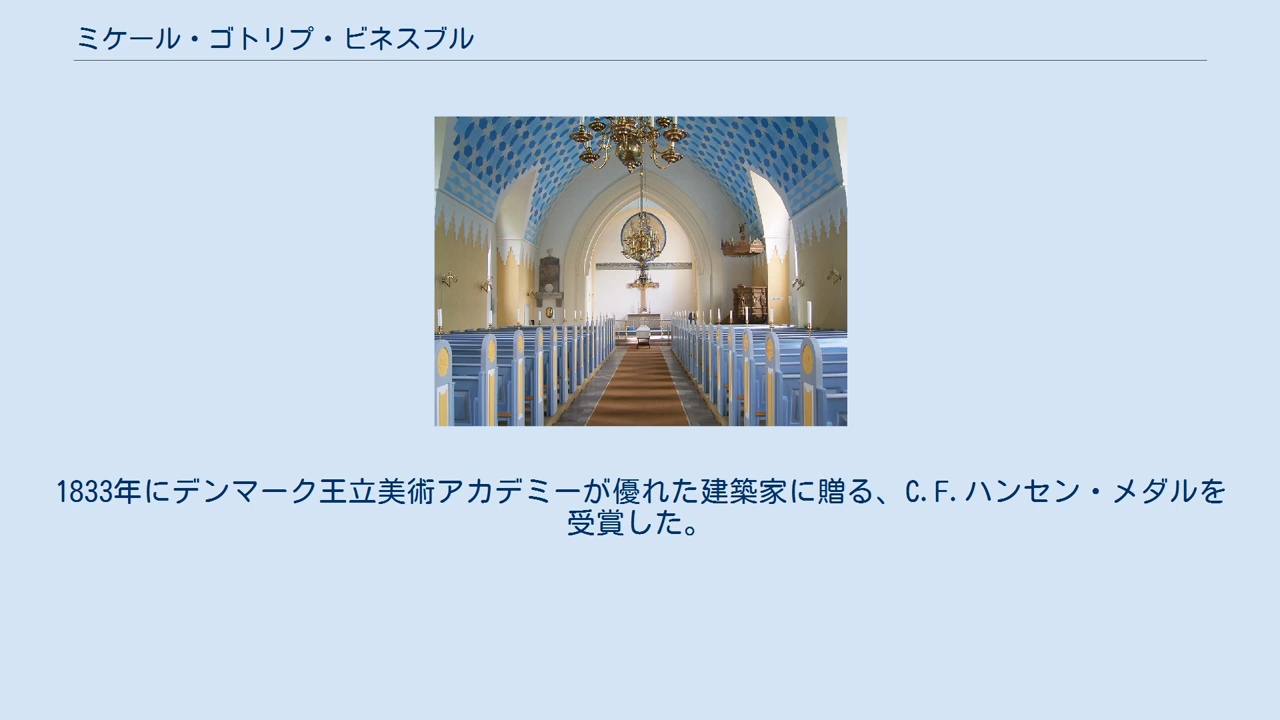 ミケール・ゴトリプ・ビネスブル
1833年にデンマーク王立美術アカデミーが優れた建築家に贈る、C.F.ハンセン・メダルを
受賞した。